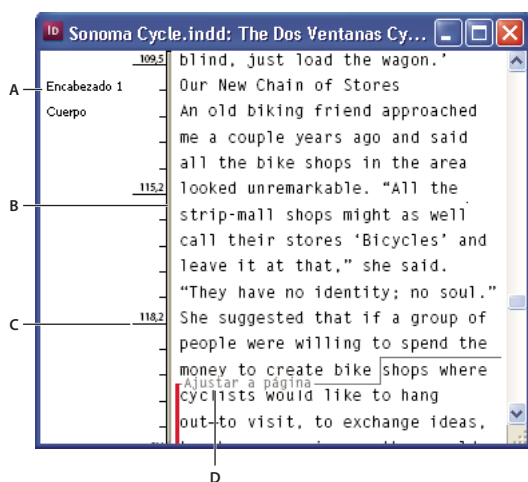 Sonoma Cycle.indd: The Dos Ventanas Cy...
109,5
blind, just load the wagon.’
A
Encabezado 1
Our New Chain of Stores
Cuerpo
An old biking friend approached
me a couple years ago and said
all the bike shops in the area
115,2
looked unremarkable. “All the
B
strip-mall shops might as well
call their stores ‘Bicycles’ and
leave it at that,” she said.
“They have no identity; no soul.”
C
118,2
She suggested that if a group of
people were willing to spend the
money to create bike shops where
Ajustar a página
cyclists would like to hang
out to visit, to exchange ideas,
D